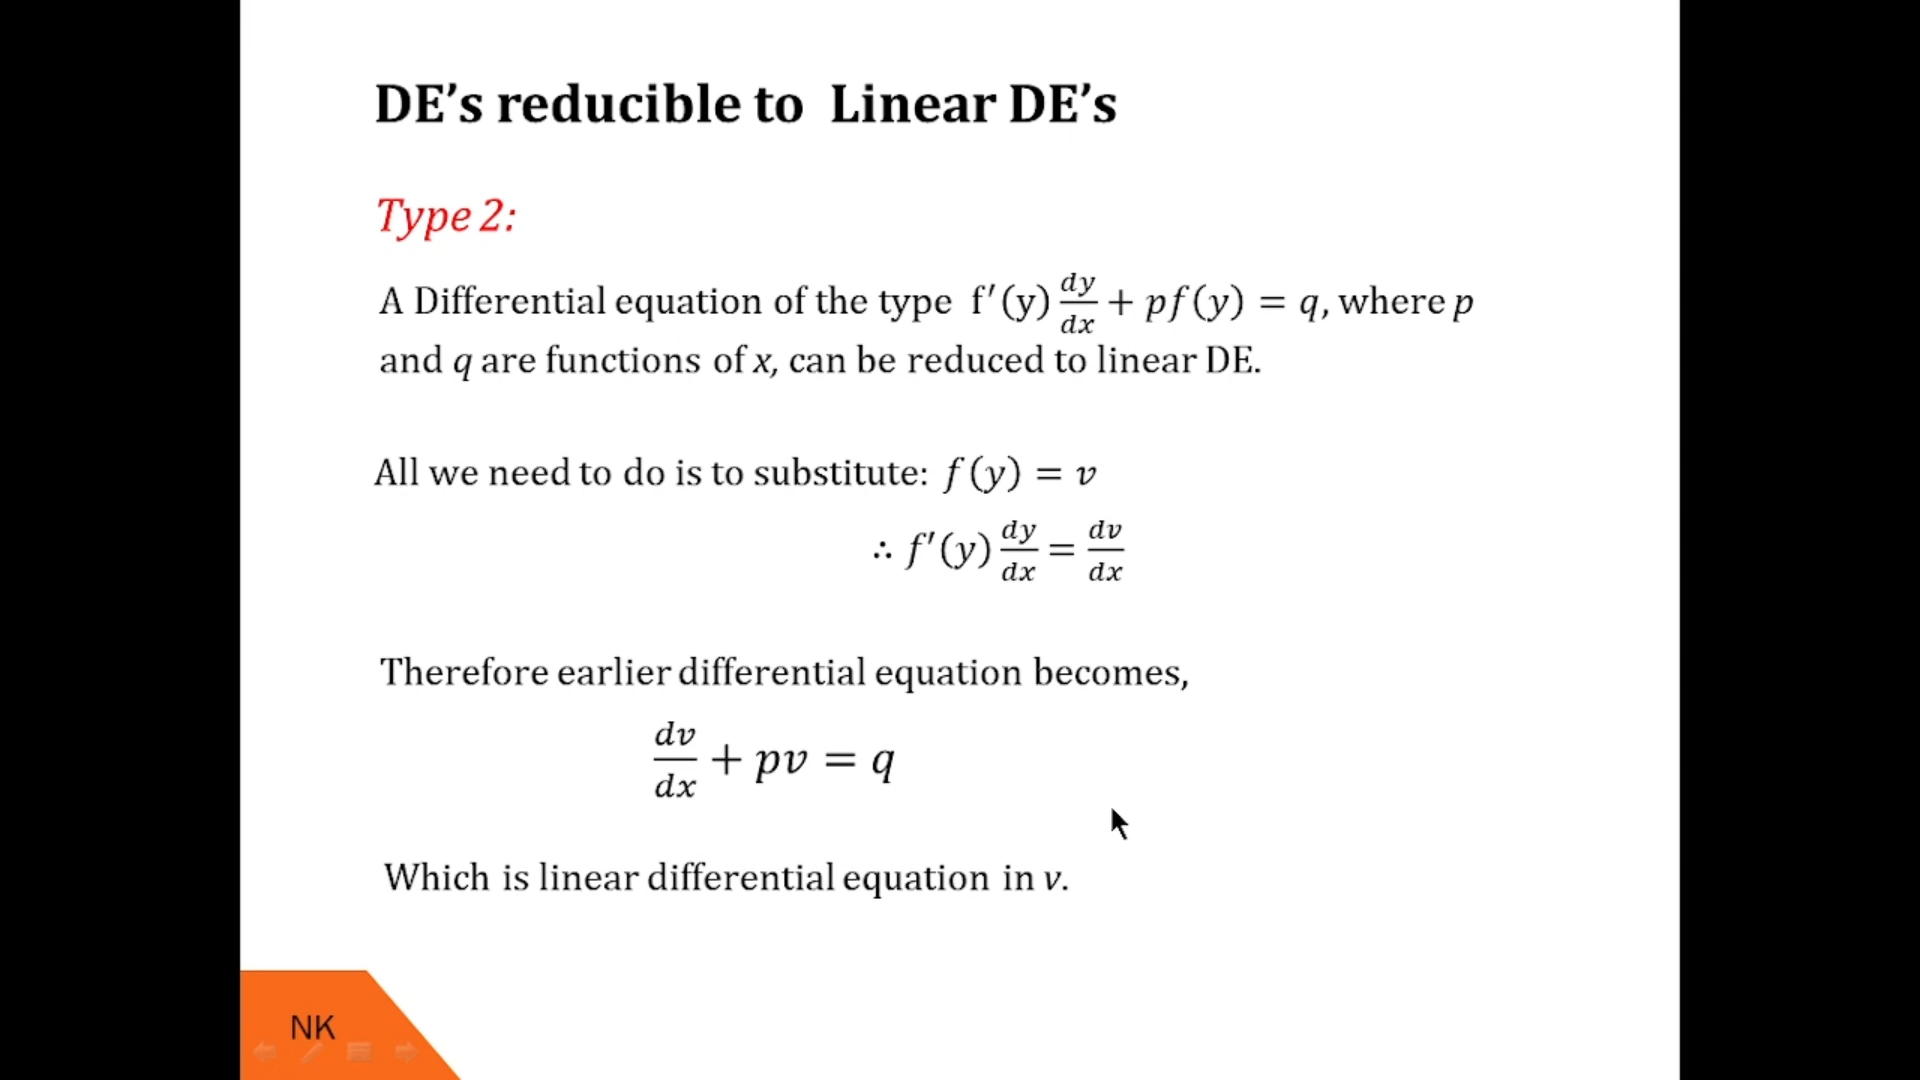 DE’s reducible to Linear DE’s
Type 2:
A Differential equation of the type f′(y) dy/dx + pf(y) = q, where p
and q are functions of x, can be reduced to linear DE.
All we need to do is to substitute: f(y) = v
∴ f′(y) dy/dx = dv/dx
Therefore earlier differential equation becomes,
dv/dx + pv = q
Which is linear differential equation in v.
NK